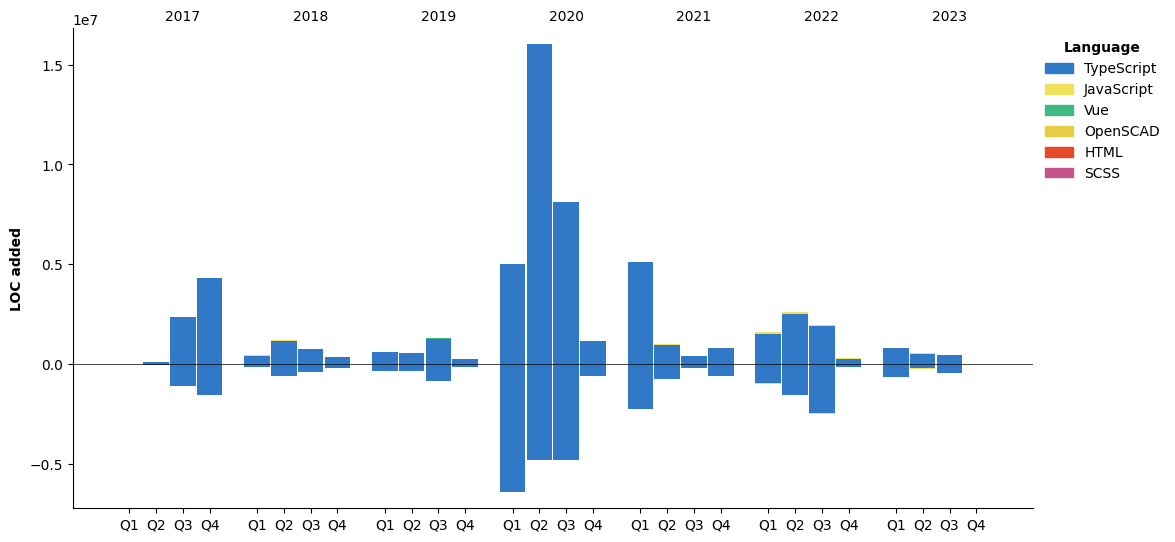 1e7
2017 2018 2019 2020 2021 2022 2023
Language
TypeScript
JavaScript
Vue
OpenSCAD
HTML
SCSS
LOC added
1.5
1.0
0.5
0.0
−0.5
Q1 Q2 Q3 Q4 Q1 Q2 Q3 Q4 Q1 Q2 Q3 Q4 Q1 Q2 Q3 Q4 Q1 Q2 Q3 Q4 Q1 Q2 Q3 Q4 Q1 Q2 Q3 Q4